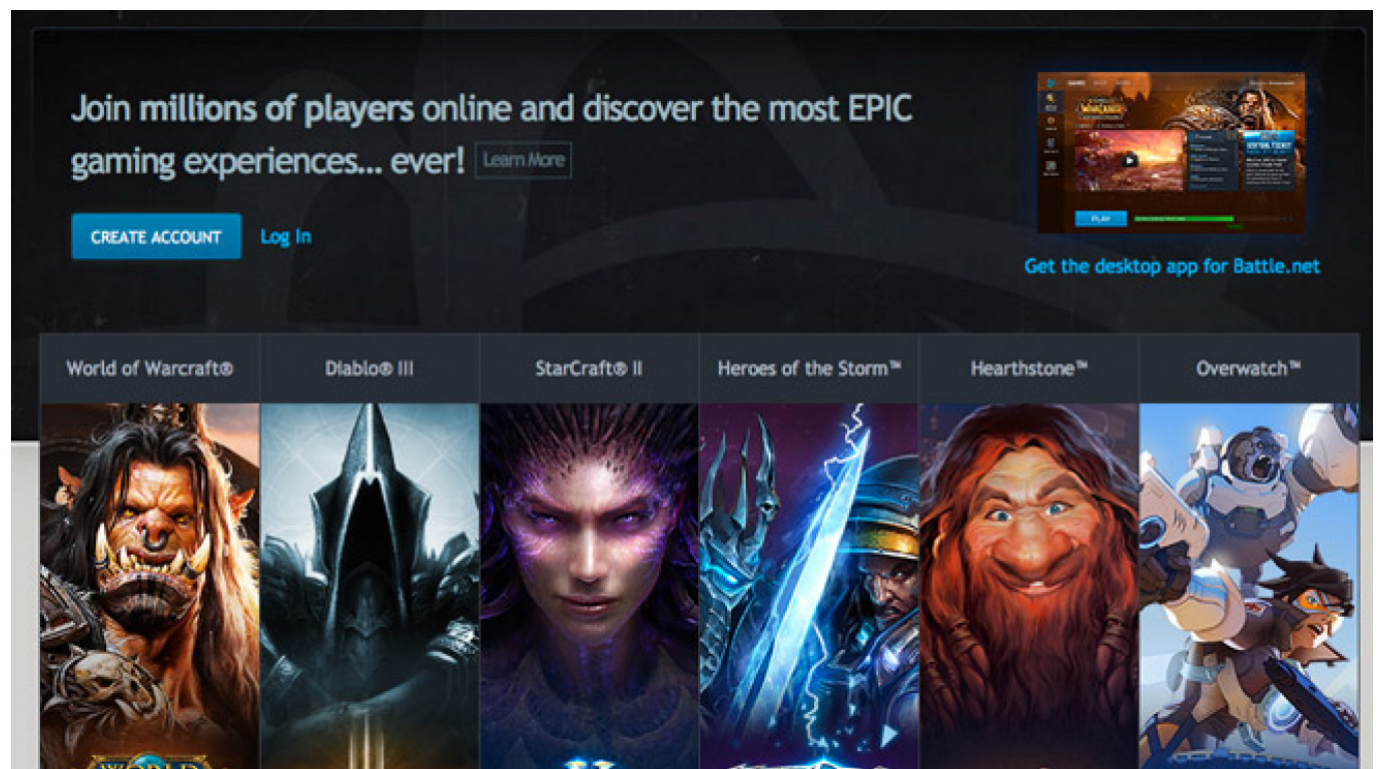 Join millions of players online and discover the most EPIC
gaming experiences... ever! Learn More
CREATE ACCOUNT Log In
PLAY
Get the desktop app for Battle.net
World of Warcraft® Diablo® III StarCraft® II Heroes of the Storm™ Hearthstone™ Overwatch™
WORLD